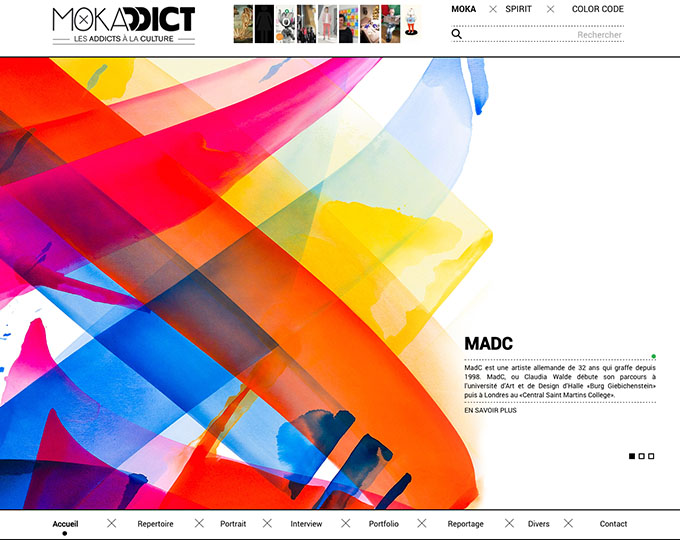 MOKADDICT
LES ADDICTS À LA CULTURE
MOKA SPIRIT COLOR CODE
Rechercher
MADC
MadC est une artiste allemande de 32 ans qui graffe depuis
1998. MadC, ou Claudia Walde débute son parcours à
l'université d'Art et de Design d'Halle «Burg Giebichenstein»
puis à Londres au «Central Saint Martins College».
EN SAVOIR PLUS
Accueil Repertoire Portrait Interview Portfolio Reportage Divers Contact